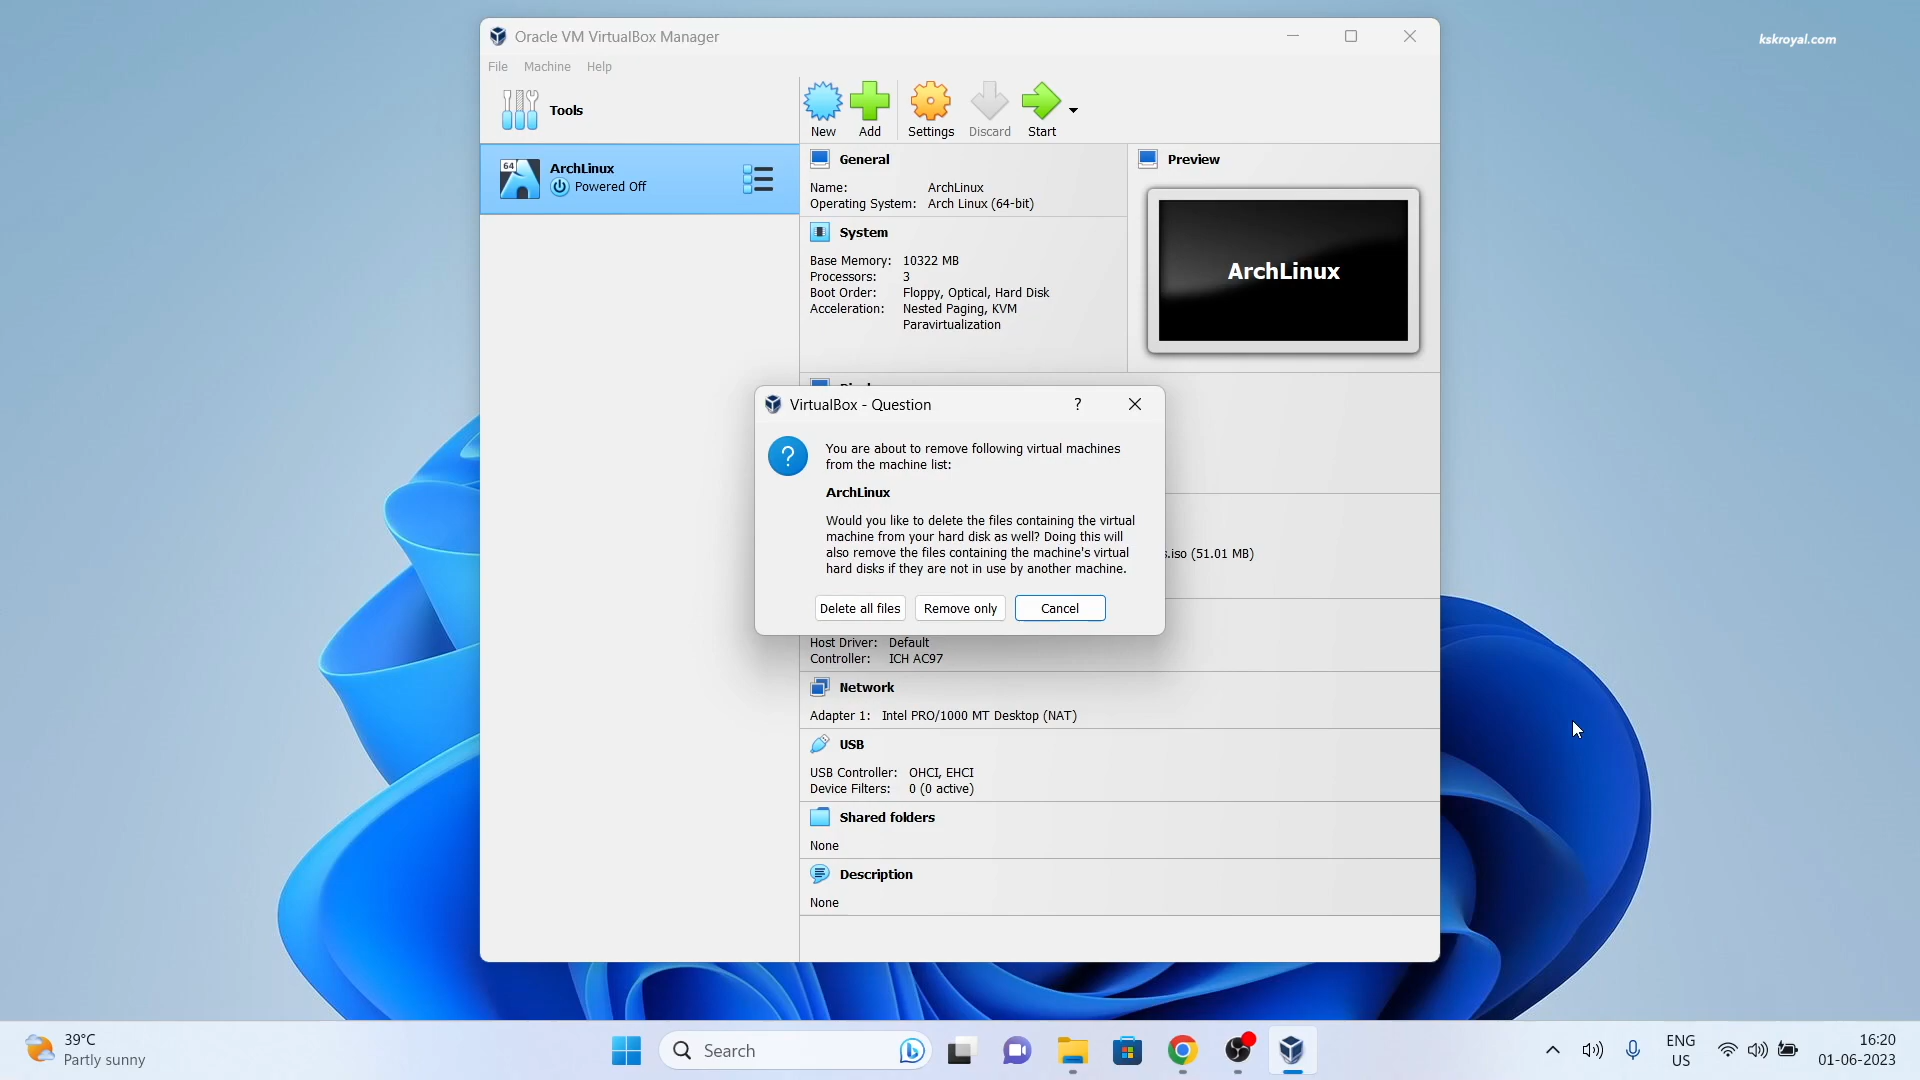 Oracle VM VirtualBox Manager
kskroyal.com
File Machine Help
Tools
New Add Settings Discard Start
64
ArchLinux
Powered Off
General
Name: ArchLinux
Operating System: Arch Linux (64-bit)
Preview
ArchLinux
System
Base Memory: 10322 MB
Processors: 3
Boot Order: Floppy, Optical, Hard Disk
Acceleration: Nested Paging, KVM
Paravirtualization
VirtualBox - Question
?
You are about to remove following virtual machines
from the machine list:
ArchLinux
Would you like to delete the files containing the virtual
machine from your hard disk as well? Doing this will
also remove the files containing the machine's virtual
hard disks if they are not in use by another machine.
Delete all files Remove only Cancel
s.iso (51.01 MB)
Host Driver: Default
Controller: ICH AC97
Network
Adapter 1: Intel PRO/1000 MT Desktop (NAT)
USB
USB Controller: OHCI, EHCI
Device Filters: 0 (0 active)
Shared folders
None
Description
None
39°C
Partly sunny
Search
ENG
US
16:20
01-06-2023